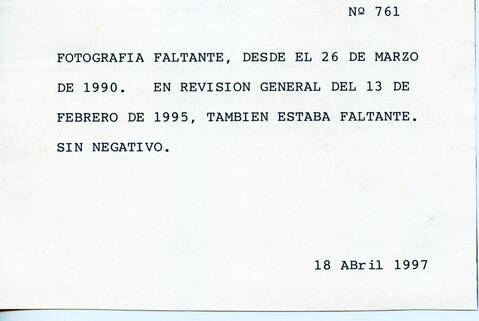 Nº 761
FOTOGRAFIA FALTANTE, DESDE EL 26 DE MARZO
DE 1990. EN REVISION GENERAL DEL 13 DE
FEBRERO DE 1995, TAMBIEN ESTABA FALTANTE.
SIN NEGATIVO.
18 ABril 1997